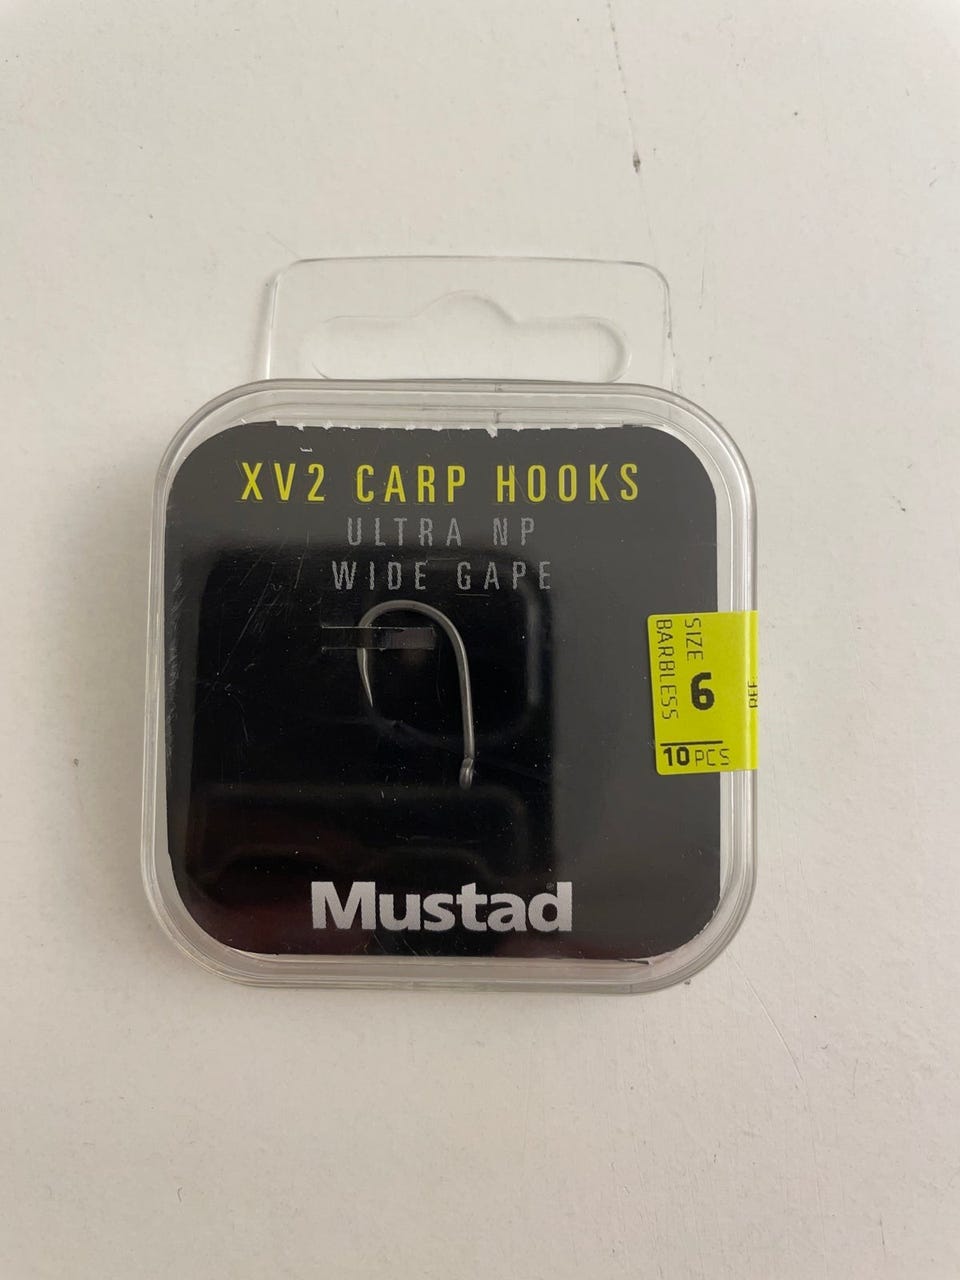 XV2 CARP HOOKS
ULTRA NP
WIDE GAPE
SIZE
BARBLESS
6
10 PCS
REF.
Mustad